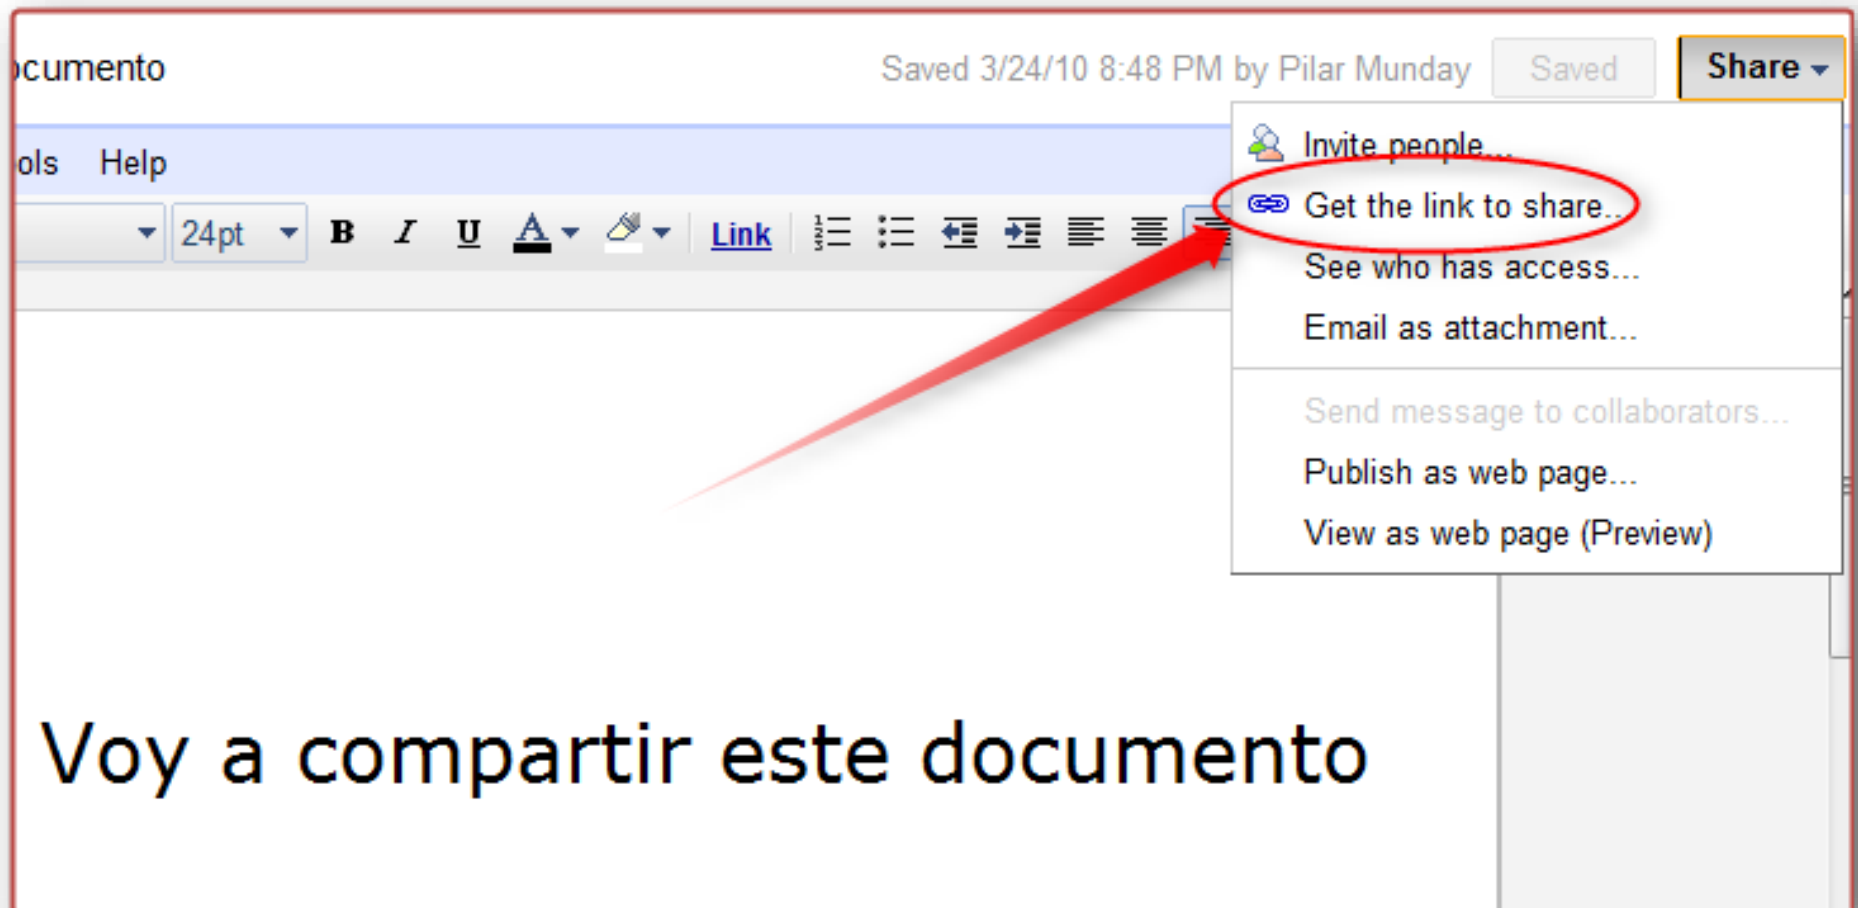 ocumento
Saved 3/24/10 8:48 PM by Pilar Munday
Saved
Share
ols Help
24pt B I U A Link
Invite people...
Get the link to share...
See who has access...
Email as attachment...
Send message to collaborators...
Publish as web page...
View as web page (Preview)
Voy a compartir este documento